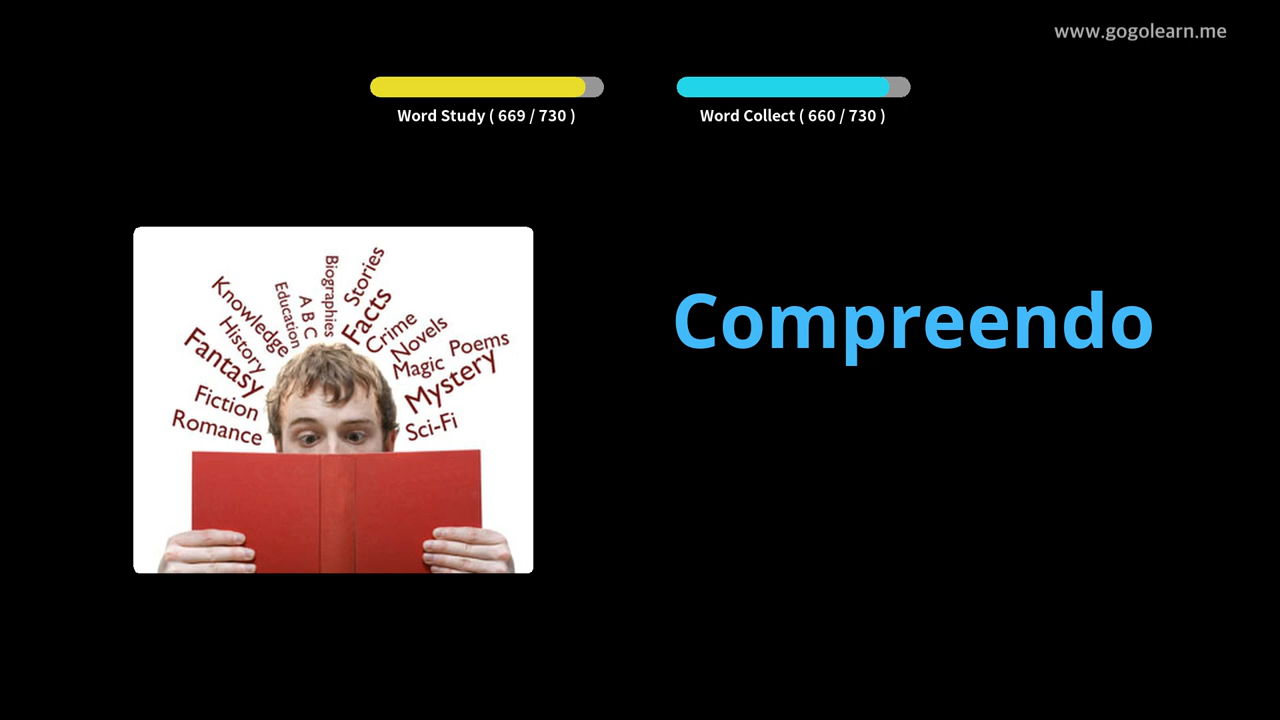 www.gogolearn.me
Word Study ( 669 / 730 )
Word Collect ( 660 / 730 )
Compreendo
Knowledge
Education
A B C
Biographies
Stories
Facts
Crime
Novels
Poems
History
Fantasy
Magic
Mystery
Fiction
Romance
Sci-Fi